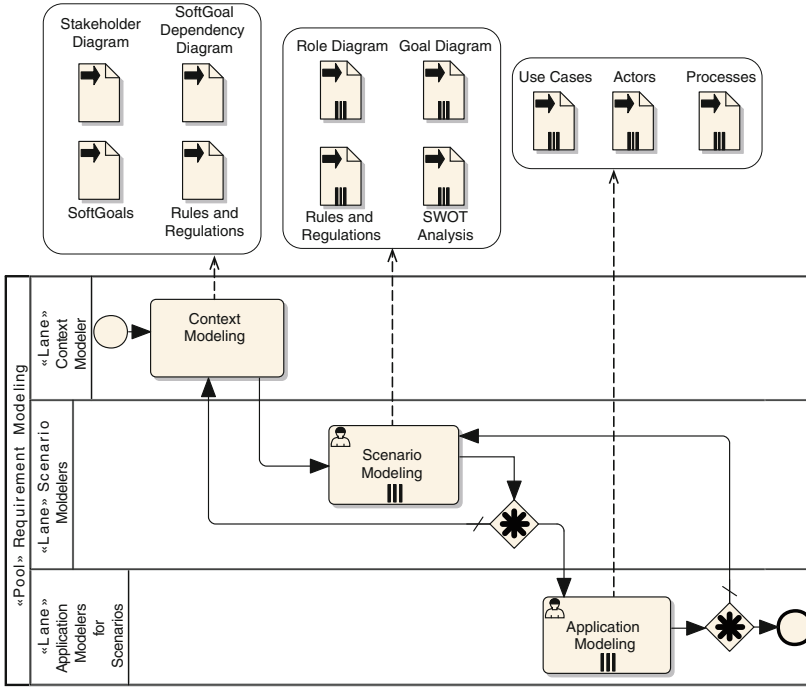 Stakeholder
Diagram
SoftGoal
Dependency
Diagram
SoftGoals
Rules and
Regulations
Role Diagram
Goal Diagram
Rules and
Regulations
SWOT
Analysis
Use Cases
Actors
Processes
«Pool» Requirement Modeling
«Lane»
Context
Modeler
Context
Modeling
«Lane» Scenario
Moldelers
Scenario
Modeling
«Lane»
Application
Modelers
for
Scenarios
Application
Modeling